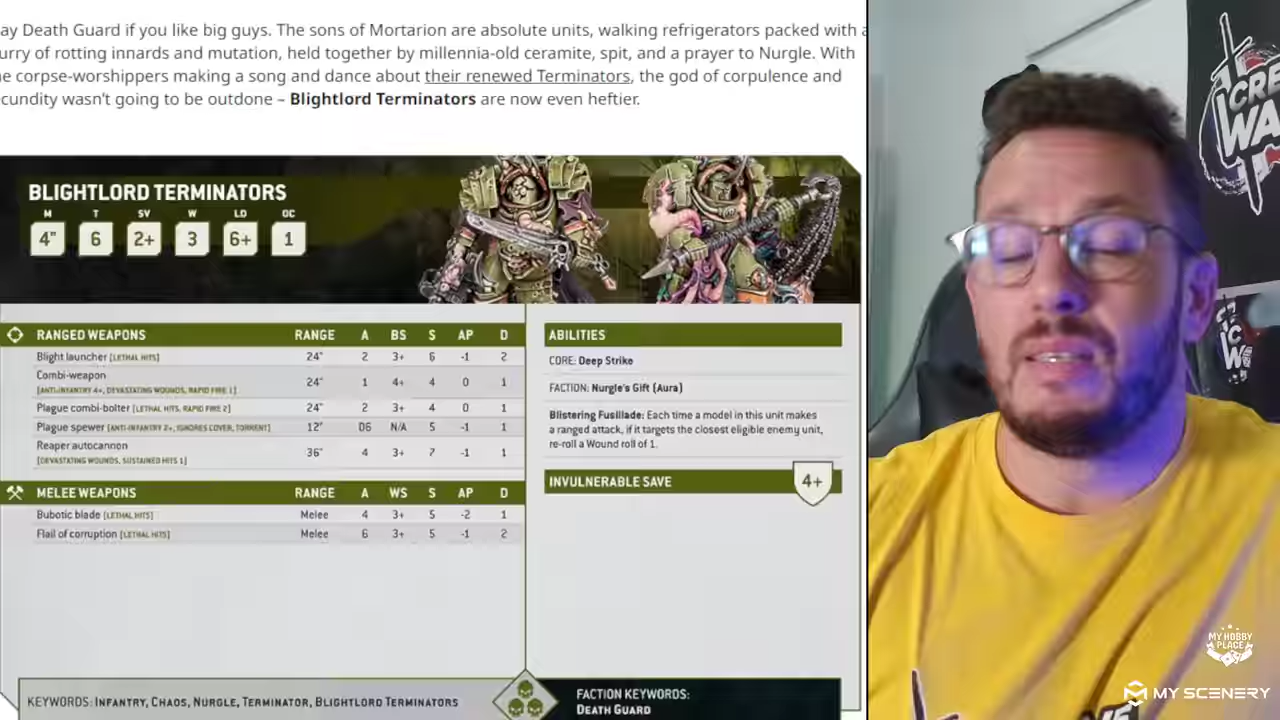 ay Death Guard if you like big guys. The sons of Mortarion are absolute units, walking refrigerators packed with a
urry of rotting innards and mutation, held together by millennia-old ceramite, spit, and a prayer to Nurgle. With
e corpse-worshippers making a song and dance about their renewed Terminators, the god of corpulence and
ecundity wasn't going to be outdone – Blightlord Terminators are now even heftier.
BLIGHTLORD TERMINATORS
M T SV W LD OC
4" 6 2+ 3 6+ 1
RANGED WEAPONS RANGE A BS S AP D
Blight launcher [LETHAL HITS] 24" 2 3+ 6 -1 2
Combi-weapon
[ANTI-INFANTRY 4+, DEVASTATING WOUNDS, RAPID FIRE 1] 24" 1 4+ 4 0 1
Plague combi-bolter [LETHAL HITS, RAPID FIRE 2] 24" 2 3+ 4 0 1
Plague spewer [ANTI-INFANTRY 2+, IGNORES COVER, TORRENT] 12" D6 N/A 5 -1 1
Reaper autocannon
[DEVASTATING WOUNDS, SUSTAINED HITS 1] 36" 4 3+ 7 -1 1
MELEE WEAPONS RANGE A WS S AP D
Bubotic blade [LETHAL HITS] Melee 4 3+ 5 -2 1
Flail of corruption [LETHAL HITS] Melee 6 3+ 5 -1 2
ABILITIES
CORE: Deep Strike
FACTION: Nurgle's Gift (Aura)
Blistering Fusillade: Each time a model in this unit makes
a ranged attack, if it targets the closest eligible enemy unit,
re-roll a Wound roll of 1.
INVULNERABLE SAVE 4+
KEYWORDS: INFANTRY, CHAOS, NURGLE, TERMINATOR, BLIGHTLORD TERMINATORS
FACTION KEYWORDS:
DEATH GUARD
CRE
WA
MY HOBBY
PLACE
MY SCENERY